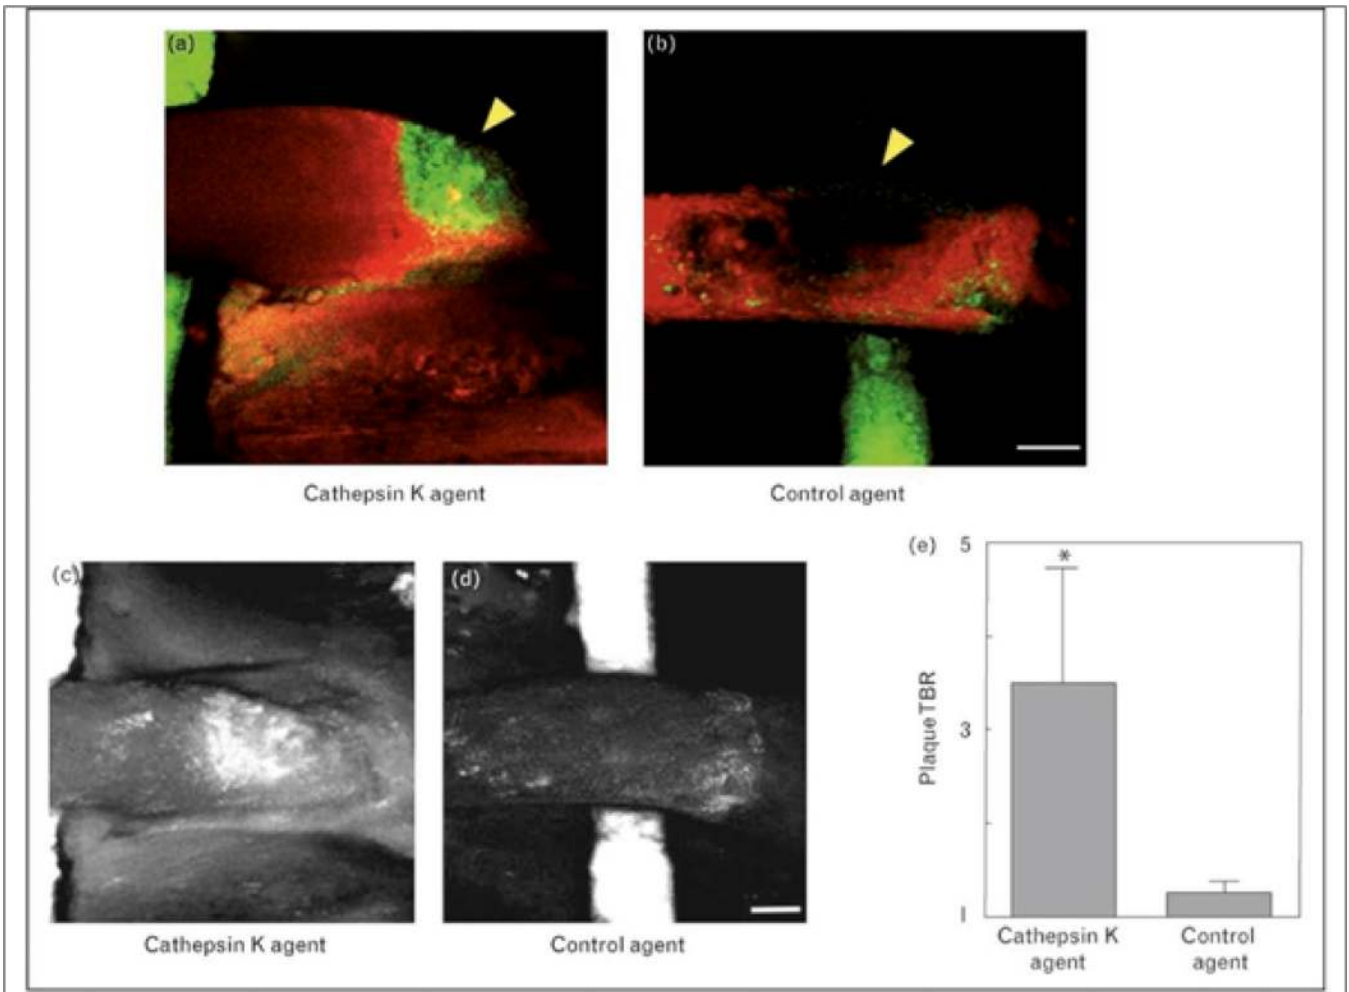 (a)
(b)
Cathepsin K agent
Control agent
(c)
(d)
(e)
5
*
3
1
Plaque TBR
Cathepsin K agent
Control agent
Cathepsin K
agent
Control
agent